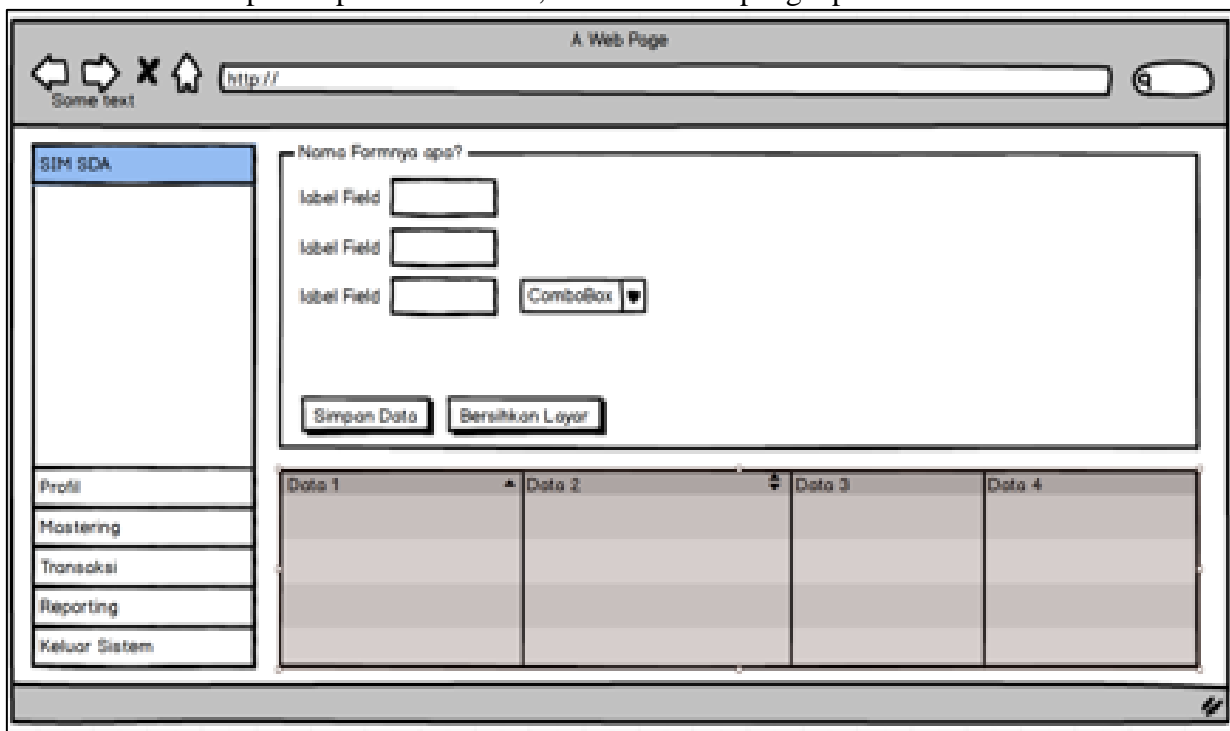 A Web Page
http://
Some text
SIM SDA
Nama Formnya apa?
label Field
label Field
label Field
ComboBox
Simpan Data
Bersihkan Layar
Profil
Mastering
Transaksi
Reporting
Keluar Sistem
Data 1
Data 2
Data 3
Data 4